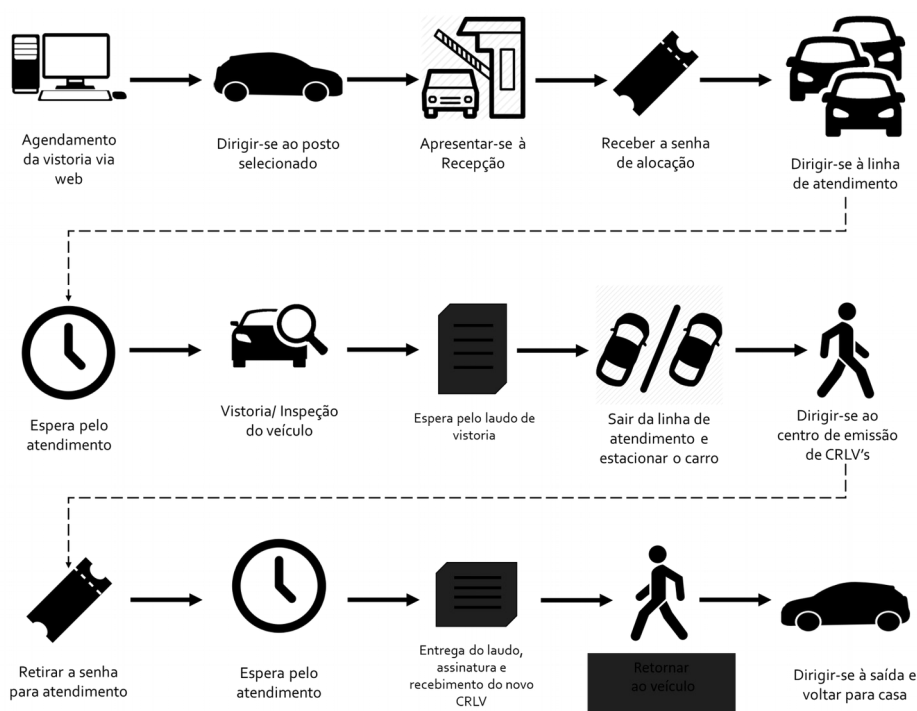 Agendamento
da vistoria via
web
Dirigir-se ao posto
selecionado
Apresentar-se à
Recepção
Receber a senha
de alocação
Dirigir-se à linha
de atendimento
Espera pelo
atendimento
Vistoria/ Inspeção
do veículo
Espera pelo laudo de
vistoria
Sair da linha de
atendimento e
estacionar o carro
Dirigir-se ao
centro de emissão
de CRLV's
Retirar a senha
para atendimento
Espera pelo
atendimento
Entrega do laudo,
assinatura e
recebimento do novo
CRLV
Retornar
ao veículo
Dirigir-se à saída e
voltar para casa